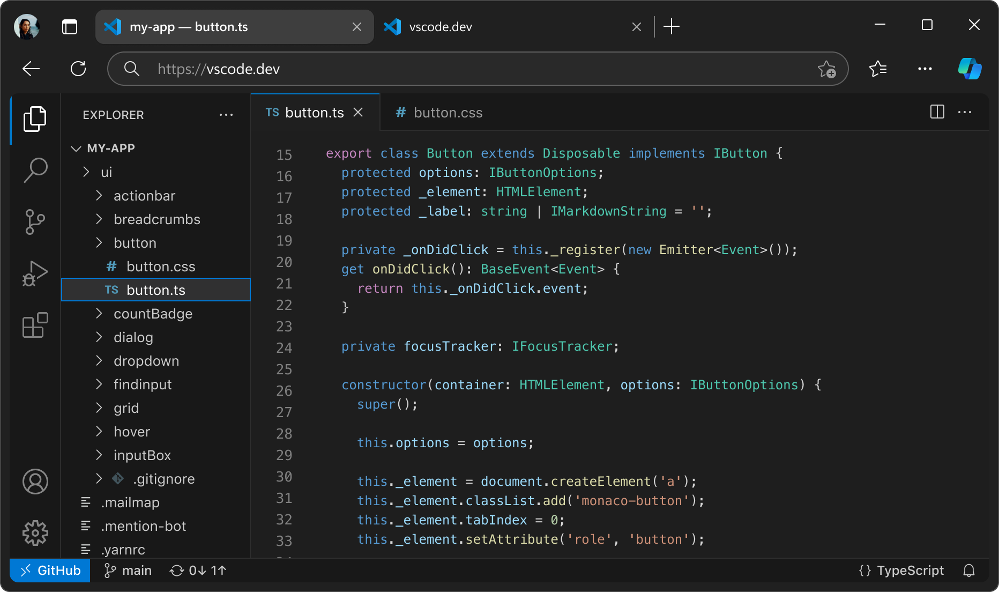 my-app — button.ts
vscode.dev
https://vscode.dev
EXPLORER
MY-APP
ui
actionbar
breadcrumbs
button
# button.css
TS button.ts
countBadge
dialog
dropdown
findinput
grid
hover
inputBox
.gitignore
.mailmap
.mention-bot
.yarnrc
TS button.ts
# button.css
15
16
17
18
19
20
21
22
23
24
25
26
27
28
29
30
31
32
33
export class Button extends Disposable implements IButton {
protected options: IButtonOptions;
protected _element: HTMLElement;
protected _label: string | IMarkdownString = '';
private _onDidClick = this._register(new Emitter<Event>());
get onDidClick(): BaseEvent<Event> {
return this._onDidClick.event;
}
private focusTracker: IFocusTracker;
constructor(container: HTMLElement, options: IButtonOptions) {
super();
this.options = options;
this._element = document.createElement('a');
this._element.classList.add('monaco-button');
this._element.tabIndex = 0;
this._element.setAttribute('role', 'button');
GitHub
main
0↓ 1↑
{} TypeScript